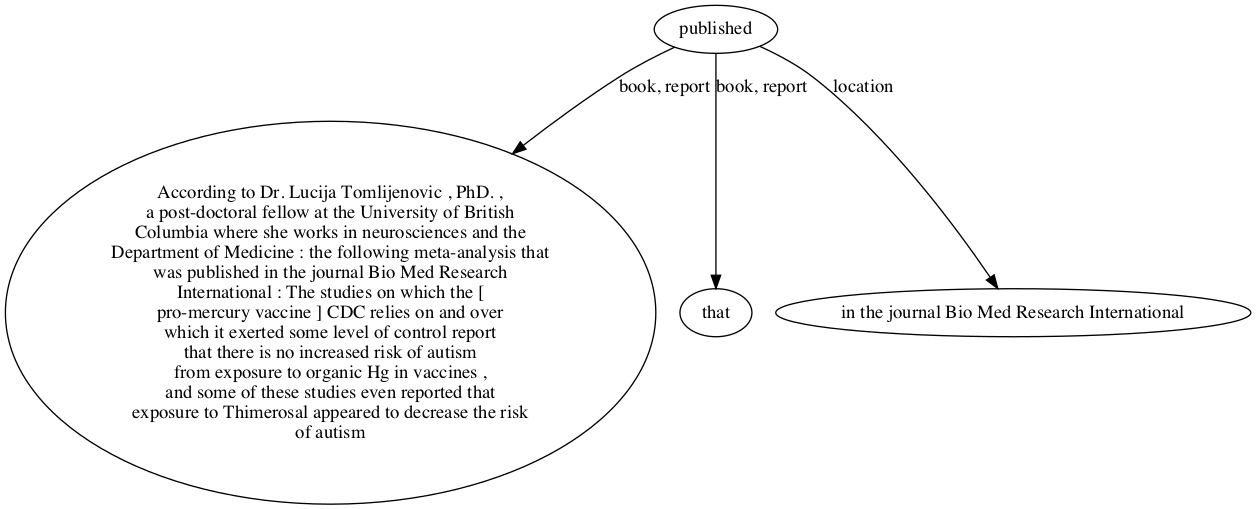 published
book, report
book, report
location
According to Dr. Lucija Tomlijenovic , PhD. ,
a post-doctoral fellow at the University of British
Columbia where she works in neurosciences and the
Department of Medicine : the following meta-analysis that
was published in the journal Bio Med Research
International : The studies on which the [
pro-mercury vaccine ] CDC relies on and over
which it exerted some level of control report
that there is no increased risk of autism
from exposure to organic Hg in vaccines ,
and some of these studies even reported that
exposure to Thimerosal appeared to decrease the risk
of autism
that
in the journal Bio Med Research International